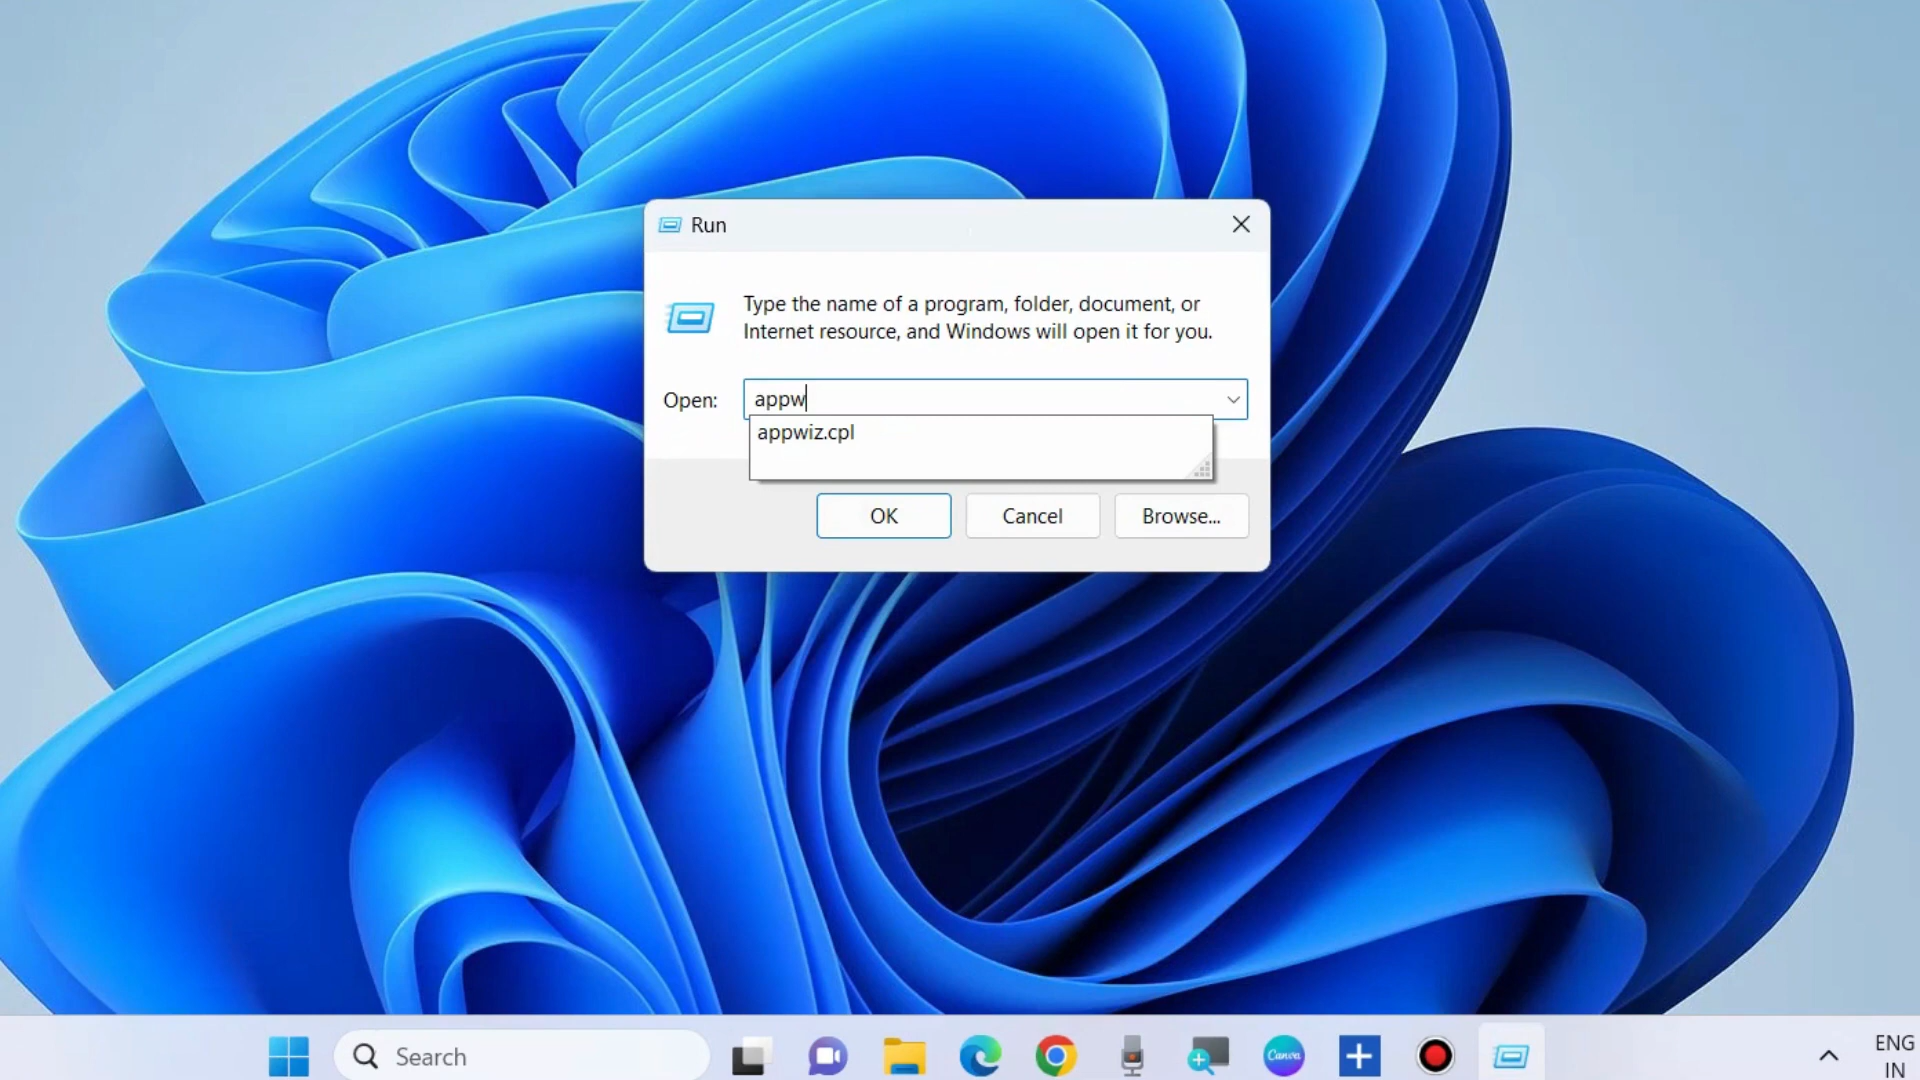 Run
Type the name of a program, folder, document, or
Internet resource, and Windows will open it for you.
Open: appw
appwiz.cpl
OK Cancel Browse...
Search
Canva
ENG
IN